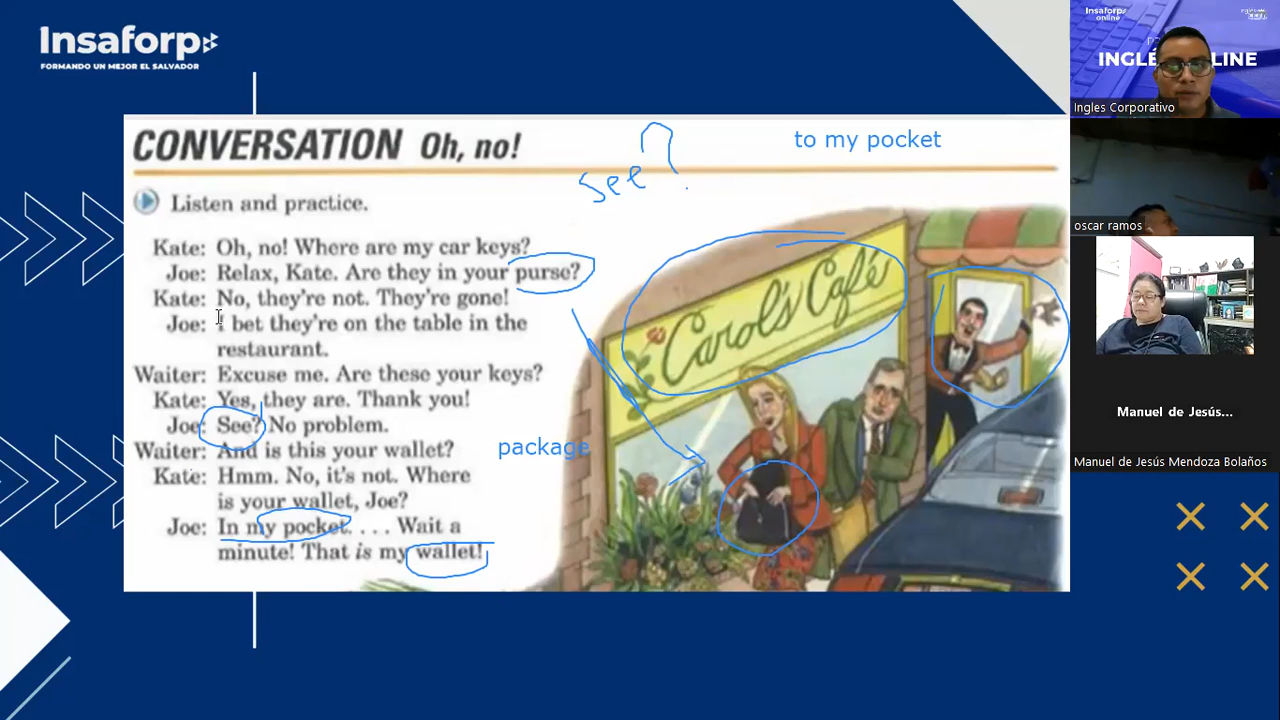 Insaforp
FORMANDO UN MEJOR EL SALVADOR
CONVERSATION Oh, no!
see?
to my pocket
Listen and practice.
Kate: Oh, no! Where are my car keys?
Joe: Relax, Kate. Are they in your purse?
Kate: No, they're not. They're gone!
Joe: I bet they're on the table in the
restaurant.
Waiter: Excuse me. Are these your keys?
Kate: Yes, they are. Thank you!
Joe: See? No problem.
Waiter: And is this your wallet?
Kate: Hmm. No, it's not. Where
is your wallet, Joe?
Joe: In my pocket. . . . Wait a
minute! That is my wallet!
package
Carol's Café
Insaforp
online
INGLÉ
LINE
Ingles Corporativo
oscar ramos
Manuel de Jesús...
Manuel de Jesús Mendoza Bolaños